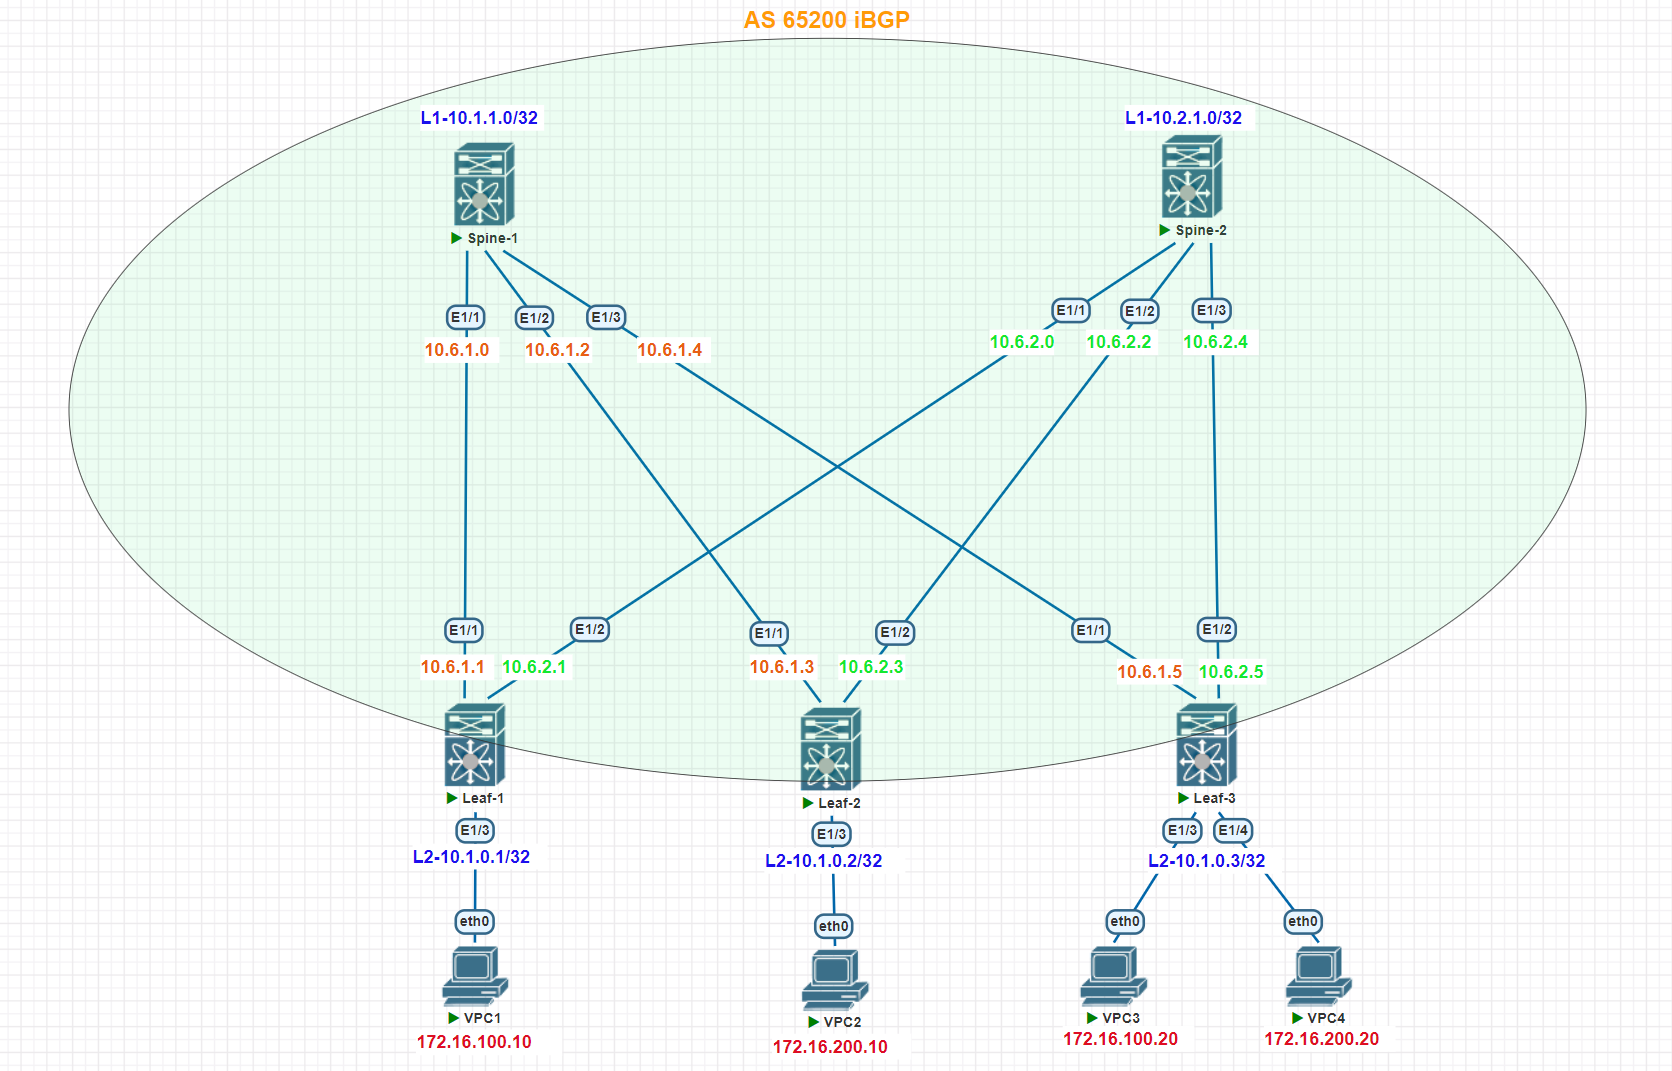 AS 65200 iBGP
L1-10.1.1.0/32
L1-10.2.1.0/32
Spine-1
Spine-2
E1/1
E1/2
E1/3
E1/1
E1/2
E1/3
10.6.1.0
10.6.1.2
10.6.1.4
10.6.2.0
10.6.2.2
10.6.2.4
E1/1
E1/2
E1/1
E1/2
E1/1
E1/2
10.6.1.1
10.6.2.1
10.6.1.3
10.6.2.3
10.6.1.5
10.6.2.5
Leaf-1
Leaf-2
Leaf-3
E1/3
E1/3
E1/3
E1/4
L2-10.1.0.1/32
L2-10.1.0.2/32
L2-10.1.0.3/32
eth0
eth0
eth0
eth0
VPC1
VPC2
VPC3
VPC4
172.16.100.10
172.16.200.10
172.16.100.20
172.16.200.20